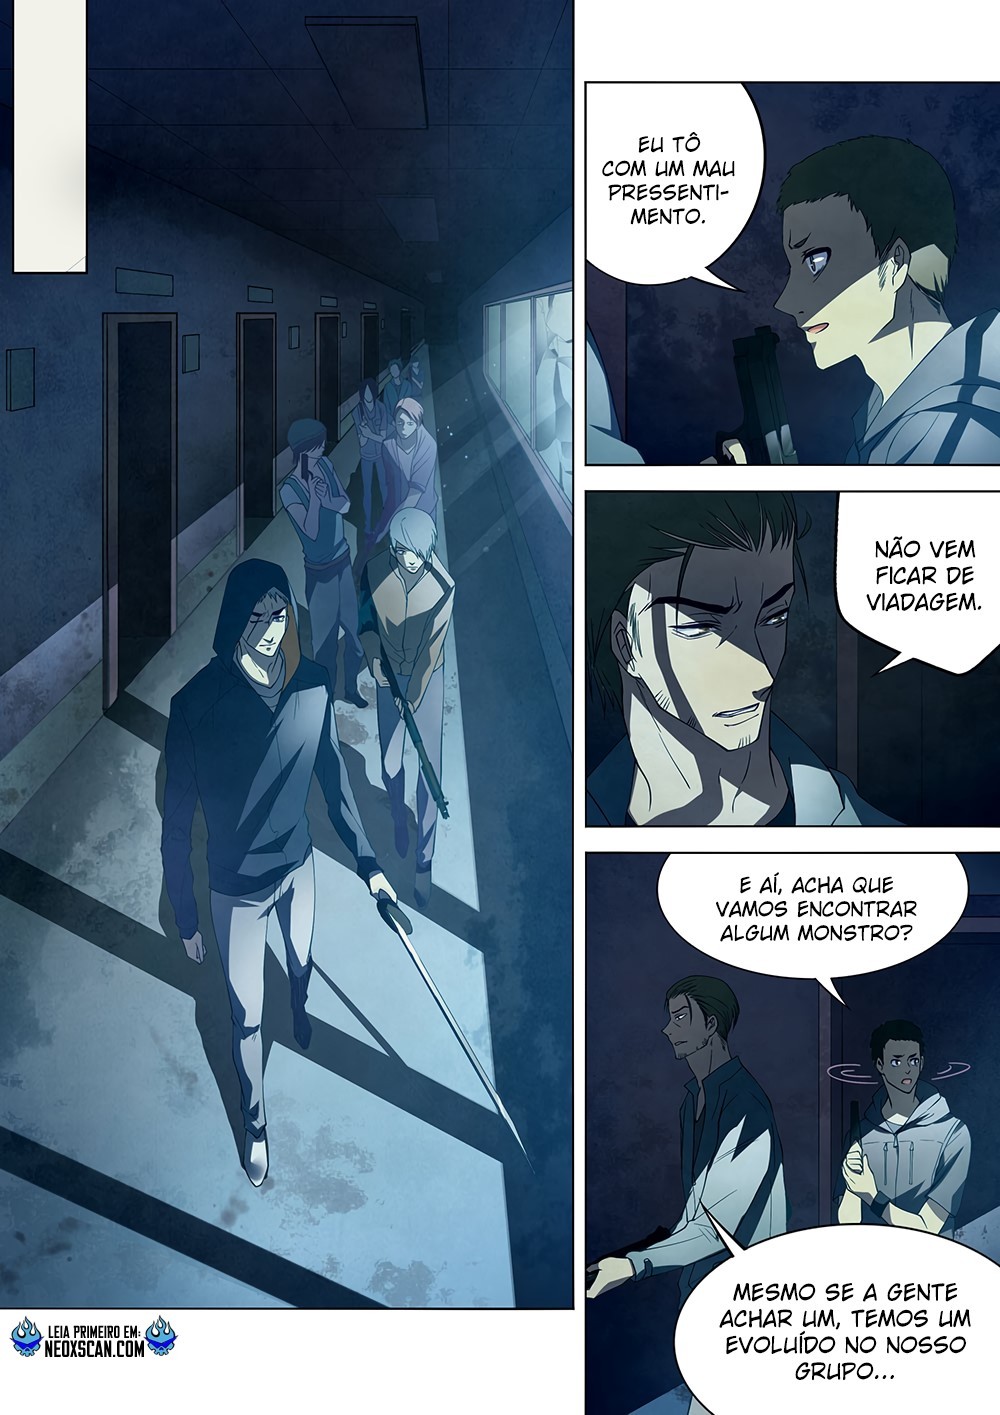 EU TÔ
COM UM MAU
PRESSENTI-
MENTO.
NÃO VEM
FICAR DE
VIADAGEM.
E AÍ, ACHA QUE
VAMOS ENCONTRAR
ALGUM MONSTRO?
MESMO SE A GENTE
ACHAR UM, TEMOS UM
EVOLUÍDO NO NOSSO
GRUPO...
LEIA PRIMEIRO EM:
NEOXSCAN.COM